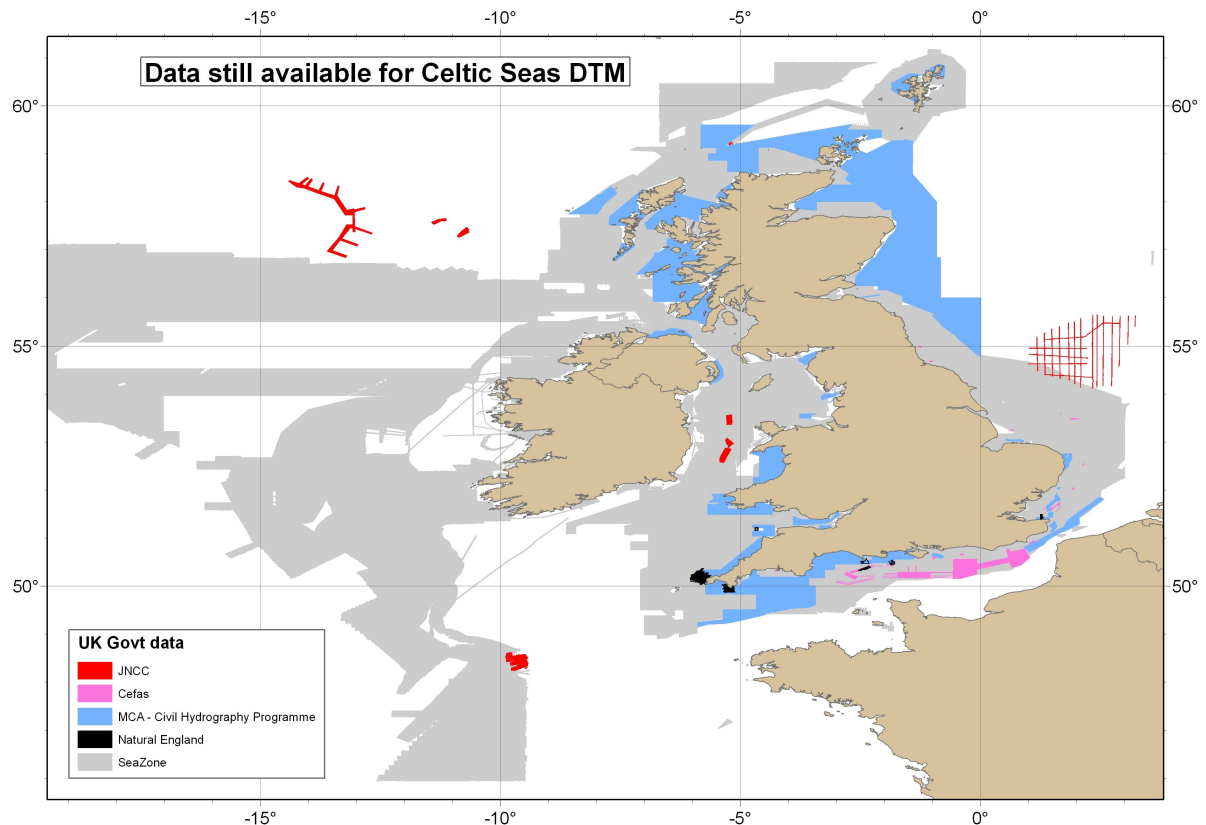 -15° -10° -5° 0°
Data still available for Celtic Seas DTM
60° 60°
55° 55°
50° 50°
UK Govt data
JNCC
Cefas
MCA - Civil Hydrography Programme
Natural England
SeaZone
-15° -10° -5° 0°